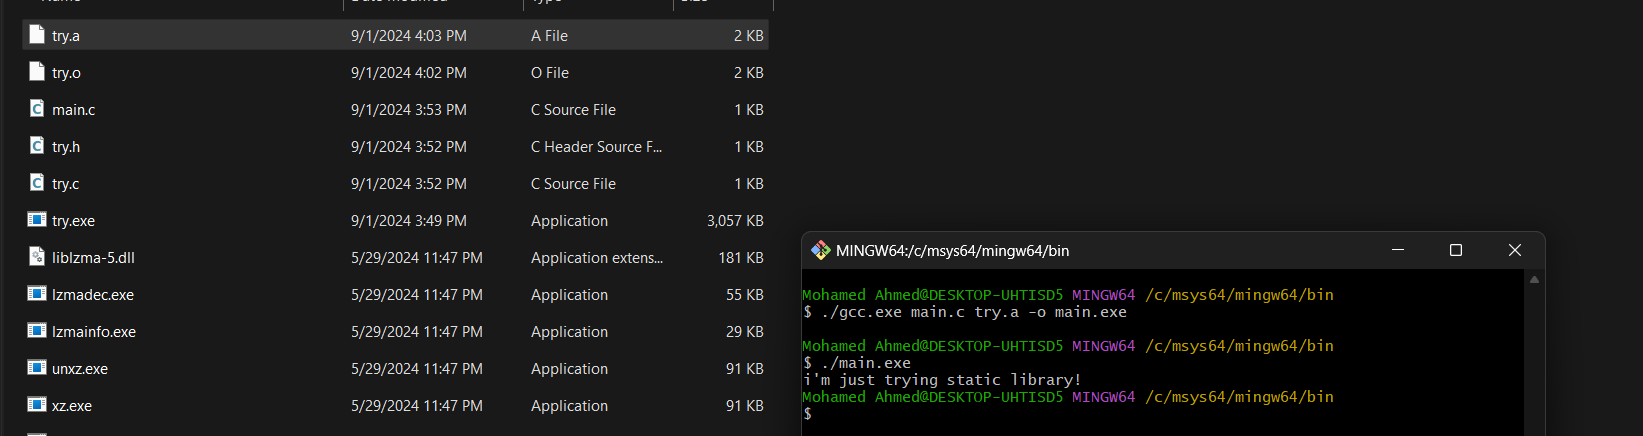 Name Date modified Type Size
try.a 9/1/2024 4:03 PM A File 2 KB
try.o 9/1/2024 4:02 PM O File 2 KB
main.c 9/1/2024 3:53 PM C Source File 1 KB
try.h 9/1/2024 3:52 PM C Header Source F... 1 KB
try.c 9/1/2024 3:52 PM C Source File 1 KB
try.exe 9/1/2024 3:49 PM Application 3,057 KB
liblzma-5.dll 5/29/2024 11:47 PM Application extens... 181 KB
lzmadec.exe 5/29/2024 11:47 PM Application 55 KB
lzmainfo.exe 5/29/2024 11:47 PM Application 29 KB
unxz.exe 5/29/2024 11:47 PM Application 91 KB
xz.exe 5/29/2024 11:47 PM Application 91 KB
MINGW64:/c/msys64/mingw64/bin
Mohamed Ahmed@DESKTOP-UHTISD5 MINGW64 /c/msys64/mingw64/bin
$ ./gcc.exe main.c try.a -o main.exe
Mohamed Ahmed@DESKTOP-UHTISD5 MINGW64 /c/msys64/mingw64/bin
$ ./main.exe
i'm just trying static library!
Mohamed Ahmed@DESKTOP-UHTISD5 MINGW64 /c/msys64/mingw64/bin
$